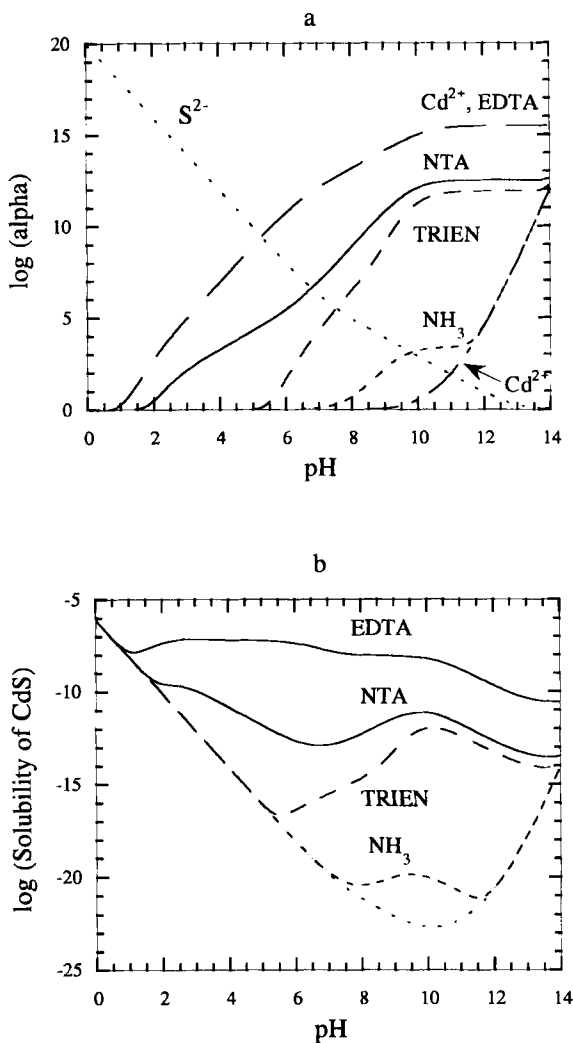 a
20
15
10
5
0
log (alpha)
S²⁻
Cd²⁺, EDTA
NTA
TRIEN
NH₃
Cd²⁺
0 2 4 6 8 10 12 14
pH
b
-5
-10
-15
-20
-25
log (Solubility of CdS)
EDTA
NTA
TRIEN
NH₃
0 2 4 6 8 10 12 14
pH